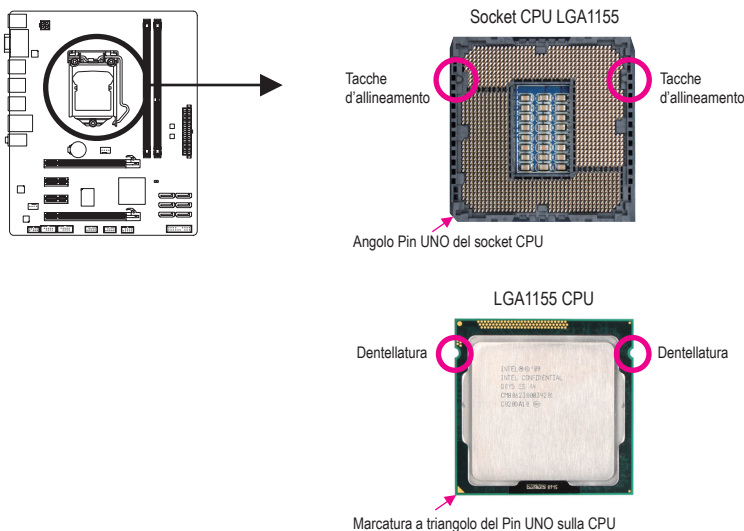 Socket CPU LGA1155
Tacche
d'allineamento
Tacche
d'allineamento
Angolo Pin UNO del socket CPU
LGA1155 CPU
Dentellatura
Dentellatura
INTEL CONFIDENTIAL
Marcatura a triangolo del Pin UNO sulla CPU